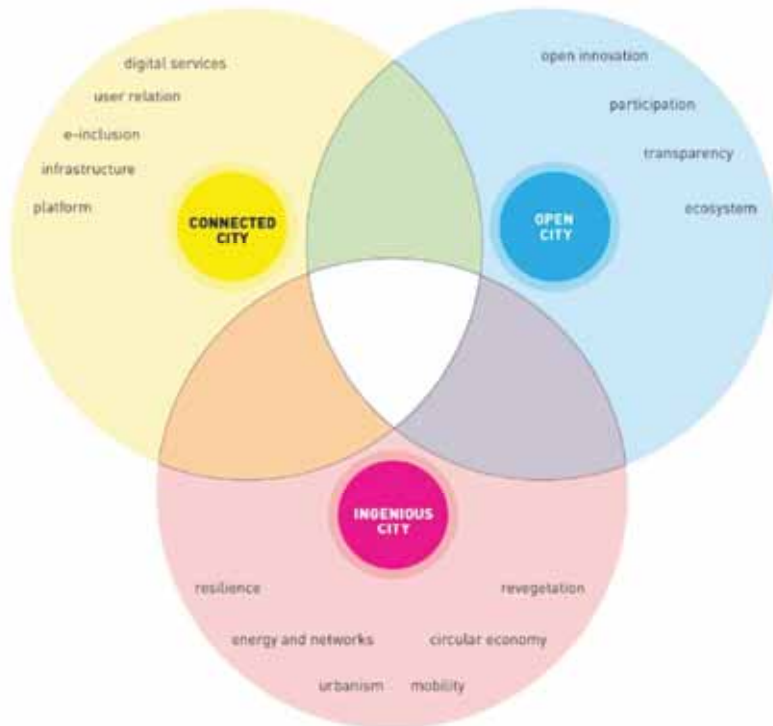 digital services
user relation
e-inclusion
infrastructure
platform
CONNECTED
CITY
open innovation
participation
transparency
ecosystem
OPEN
CITY
INGENIOUS
CITY
resilience
revegetation
energy and networks
circular economy
urbanism
mobility